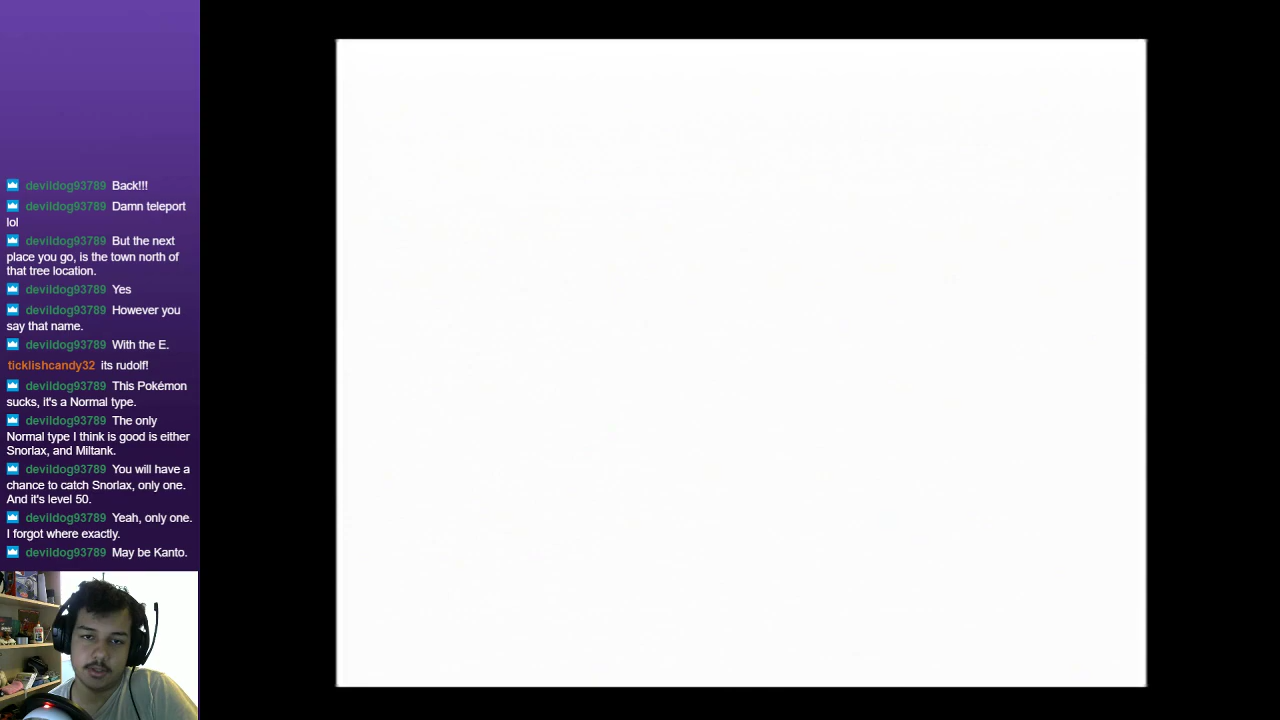 devildog93789 Back!!!
devildog93789 Damn teleport
lol
devildog93789 But the next
place you go, is the town north of
that tree location.
devildog93789 Yes
devildog93789 However you
say that name.
devildog93789 With the E.
ticklishcandy32 its rudolf!
devildog93789 This Pokémon
sucks, it's a Normal type.
devildog93789 The only
Normal type I think is good is either
Snorlax, and Miltank.
devildog93789 You will have a
chance to catch Snorlax, only one.
And it's level 50.
devildog93789 Yeah, only one.
I forgot where exactly.
devildog93789 May be Kanto.